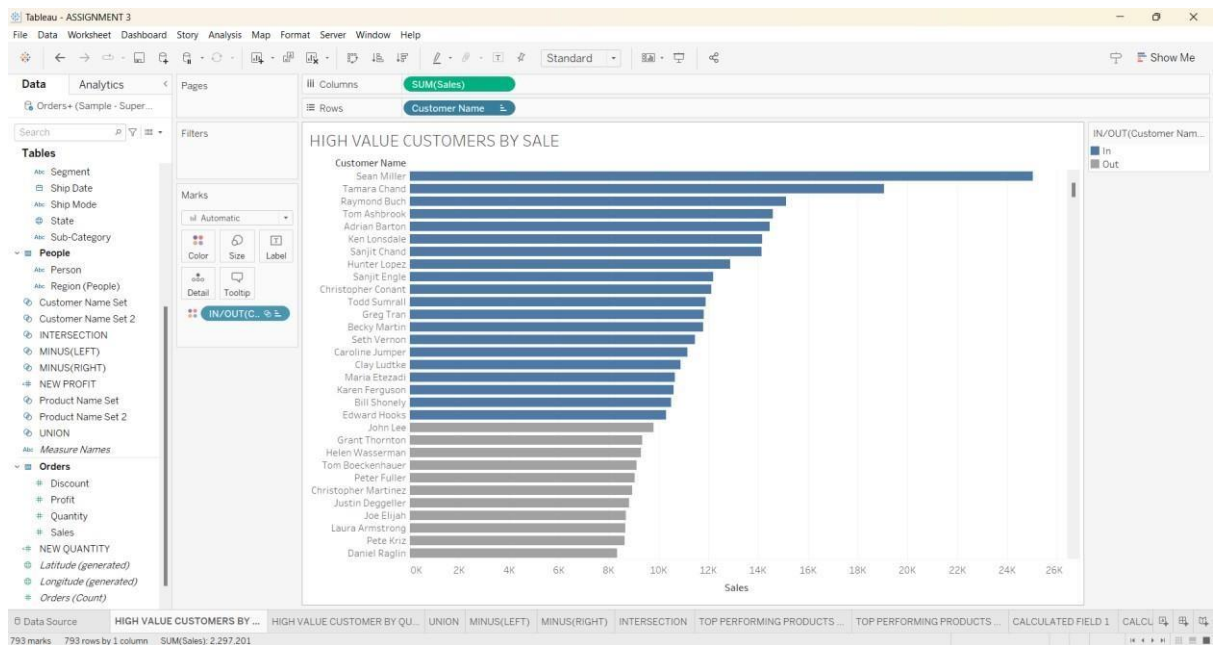 Tableau - ASSIGNMENT 3
File Data Worksheet Dashboard Story Analysis Map Format Server Window Help
Standard
Show Me
Data Analytics
Orders+ (Sample - Super...
Search
Tables
Abc Segment
Ship Date
Abc Ship Mode
State
Abc Sub-Category
People
Abc Person
Abc Region (People)
Customer Name Set
Customer Name Set 2
INTERSECTION
MINUS(LEFT)
MINUS(RIGHT)
=# NEW PROFIT
Product Name Set
Product Name Set 2
UNION
Abc Measure Names
Orders
# Discount
# Profit
# Quantity
# Sales
=# NEW QUANTITY
Latitude (generated)
Longitude (generated)
# Orders (Count)
Pages
Filters
Marks
Automatic
Color Size Label
Detail Tooltip
IN/OUT(C..
Columns SUM(Sales)
Rows Customer Name
HIGH VALUE CUSTOMERS BY SALE
Customer Name
Sean Miller
Tamara Chand
Raymond Buch
Tom Ashbrook
Adrian Barton
Ken Lonsdale
Sanjit Chand
Hunter Lopez
Sanjit Engle
Christopher Conant
Todd Sumrall
Greg Tran
Becky Martin
Seth Vernon
Caroline Jumper
Clay Ludtke
Maria Etezadi
Karen Ferguson
Bill Shonely
Edward Hooks
John Lee
Grant Thornton
Helen Wasserman
Tom Boeckenhauer
Peter Fuller
Christopher Martinez
Justin Deggeller
Joe Elijah
Laura Armstrong
Pete Kriz
Daniel Raglin
0K 2K 4K 6K 8K 10K 12K 14K 16K 18K 20K 22K 24K 26K
Sales
IN/OUT(Customer Nam...
In
Out
Data Source HIGH VALUE CUSTOMERS BY ... HIGH VALUE CUSTOMER BY QU... UNION MINUS(LEFT) MINUS(RIGHT) INTERSECTION TOP PERFORMING PRODUCTS ... TOP PERFORMING PRODUCTS ... CALCULATED FIELD 1 CALCU
793 marks 793 rows by 1 column SUM(Sales): 2,297,201